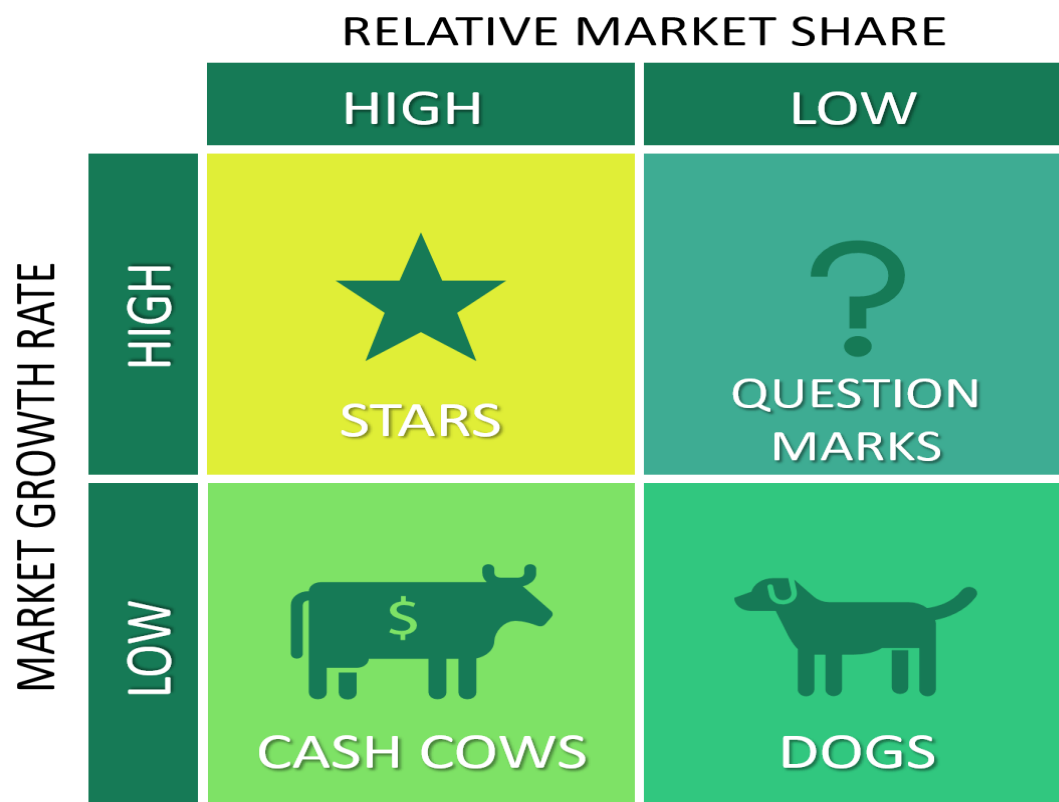 RELATIVE MARKET SHARE
HIGH
LOW
MARKET GROWTH RATE
HIGH
STARS
?
QUESTION
MARKS
LOW
$
CASH COWS
DOGS